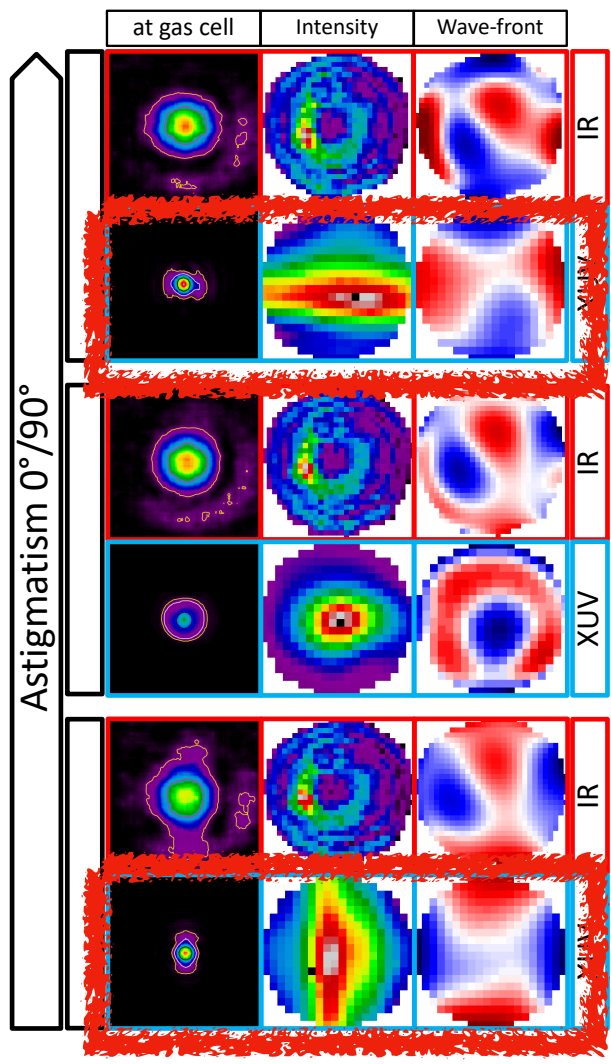 at gas cell
Intensity
Wave-front
Astigmatism 0°/90°
IR
IR
XUV
IR